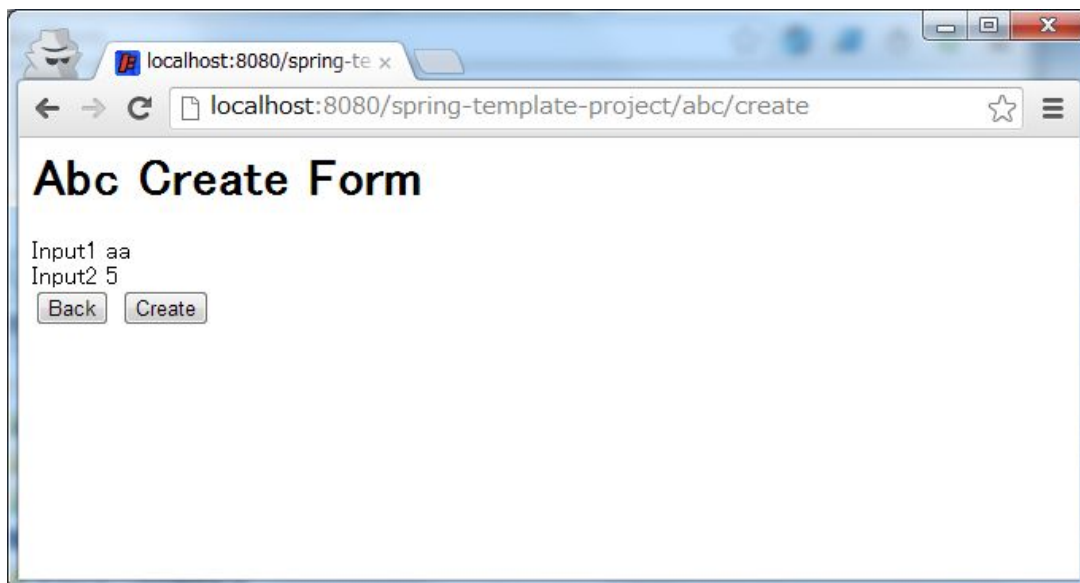 localhost:8080/spring-te
localhost:8080/spring-template-project/abc/create
Abc Create Form
Input1 aa
Input2 5
Back Create